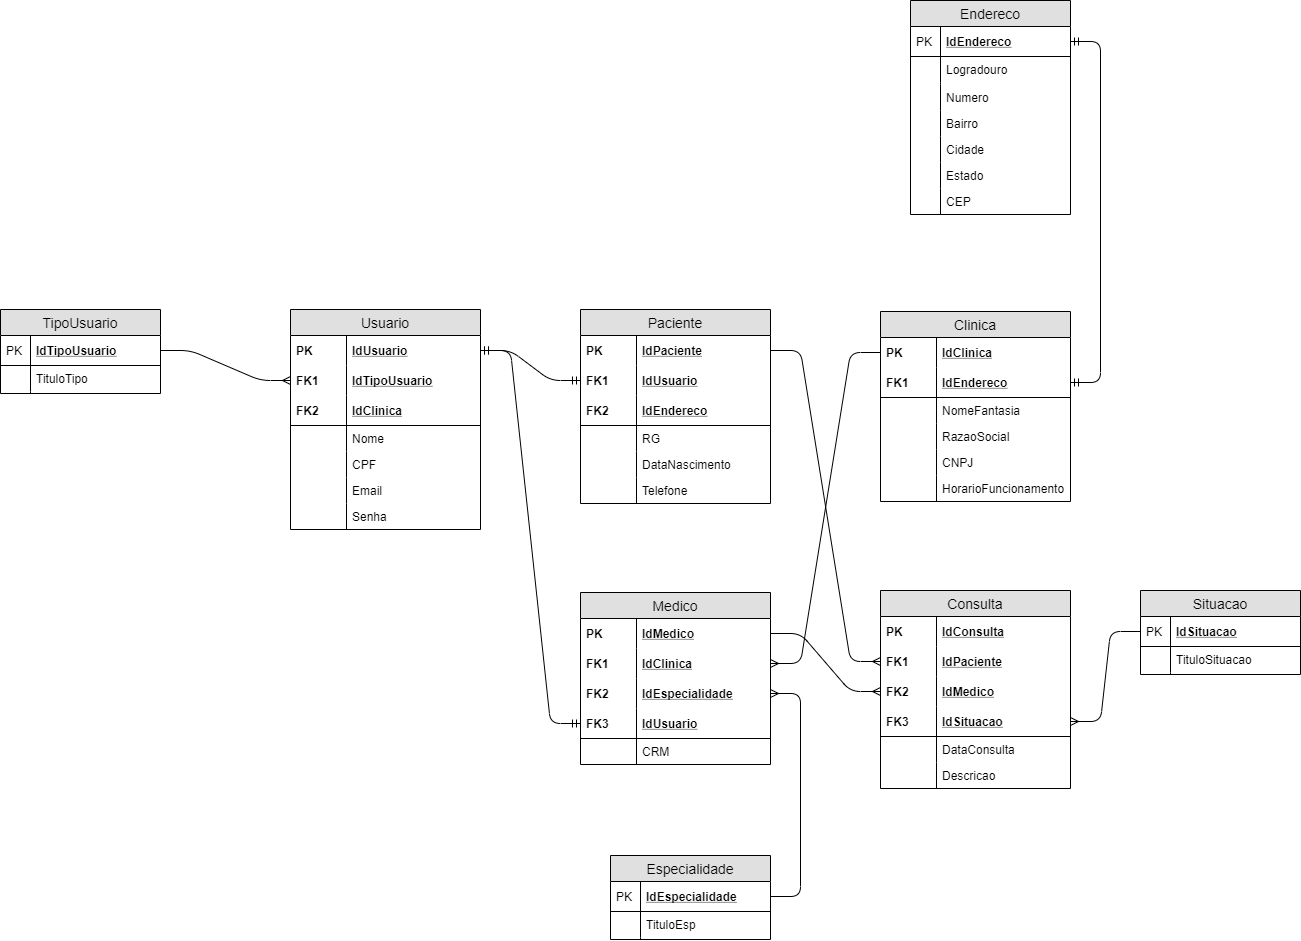 Endereco
PK IdEndereco
Logradouro
Numero
Bairro
Cidade
Estado
CEP
TipoUsuario
PK IdTipoUsuario
TituloTipo
Usuario
PK IdUsuario
FK1 IdTipoUsuario
FK2 IdClinica
Nome
CPF
Email
Senha
Paciente
PK IdPaciente
FK1 IdUsuario
FK2 IdEndereco
RG
DataNascimento
Telefone
Clinica
PK IdClinica
FK1 IdEndereco
NomeFantasia
RazaoSocial
CNPJ
HorarioFuncionamento
Medico
PK IdMedico
FK1 IdClinica
FK2 IdEspecialidade
FK3 IdUsuario
CRM
Consulta
PK IdConsulta
FK1 IdPaciente
FK2 IdMedico
FK3 IdSituacao
DataConsulta
Descricao
Situacao
PK IdSituacao
TituloSituacao
Especialidade
PK IdEspecialidade
TituloEsp